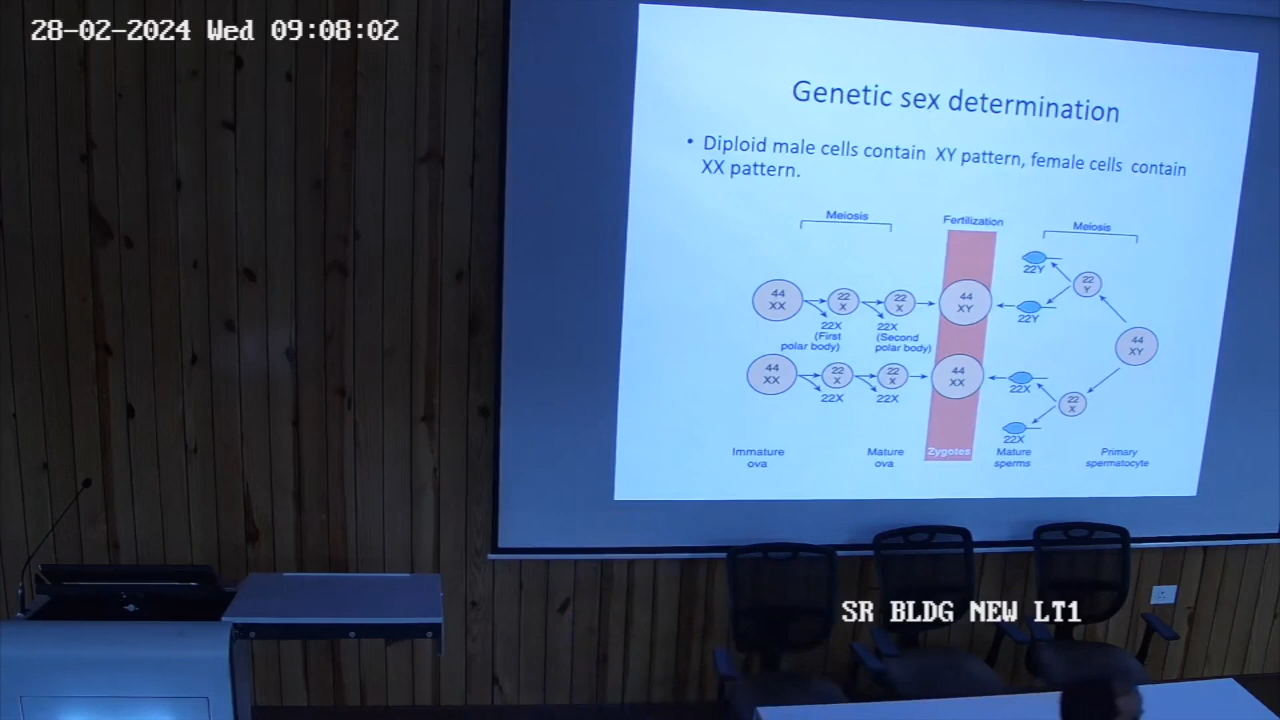 28-02-2024 Wed 09:08:02
Genetic sex determination
• Diploid male cells contain XY pattern, female cells contain
XX pattern.
Meiosis
Fertilization
Meiosis
22Y
22
Y
44
XX
22
X
22
X
44
XY
22Y
22X
(First
polar body)
22X
(Second
polar body)
44
XY
44
XX
22
X
22
X
44
XX
22X
22X
22X
22
X
22X
Immature
ova
Mature
ova
Zygotes
Mature
sperms
Primary
spermatocyte
SR BLDG NEW LT1